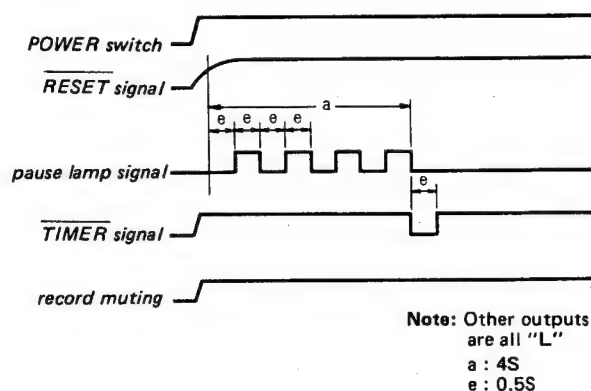 POWER switch
RESET signal
a
e e e e
pause lamp signal
e
TIMER signal
record muting
Note: Other outputs
are all "L"
a : 4S
e : 0.5S